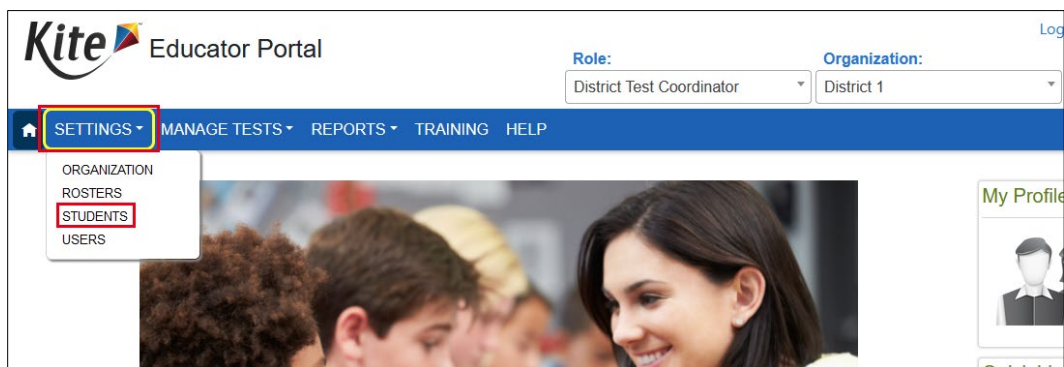 Log
Kite Educator Portal
Role:
Organization:
District Test Coordinator
District 1
SETTINGS MANAGE TESTS REPORTS TRAINING HELP
ORGANIZATION
ROSTERS
STUDENTS
USERS
My Profile